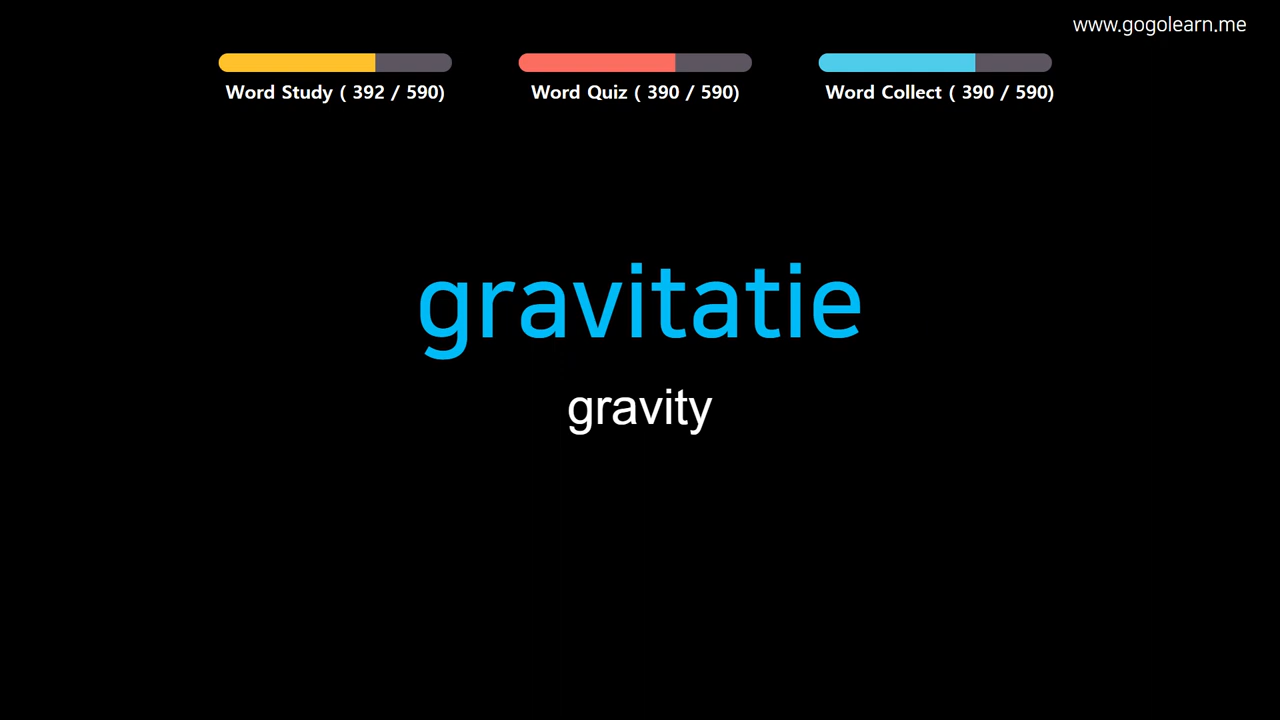 www.gogolearn.me
Word Study ( 392 / 590)
Word Quiz ( 390 / 590)
Word Collect ( 390 / 590)
gravitatie
gravity